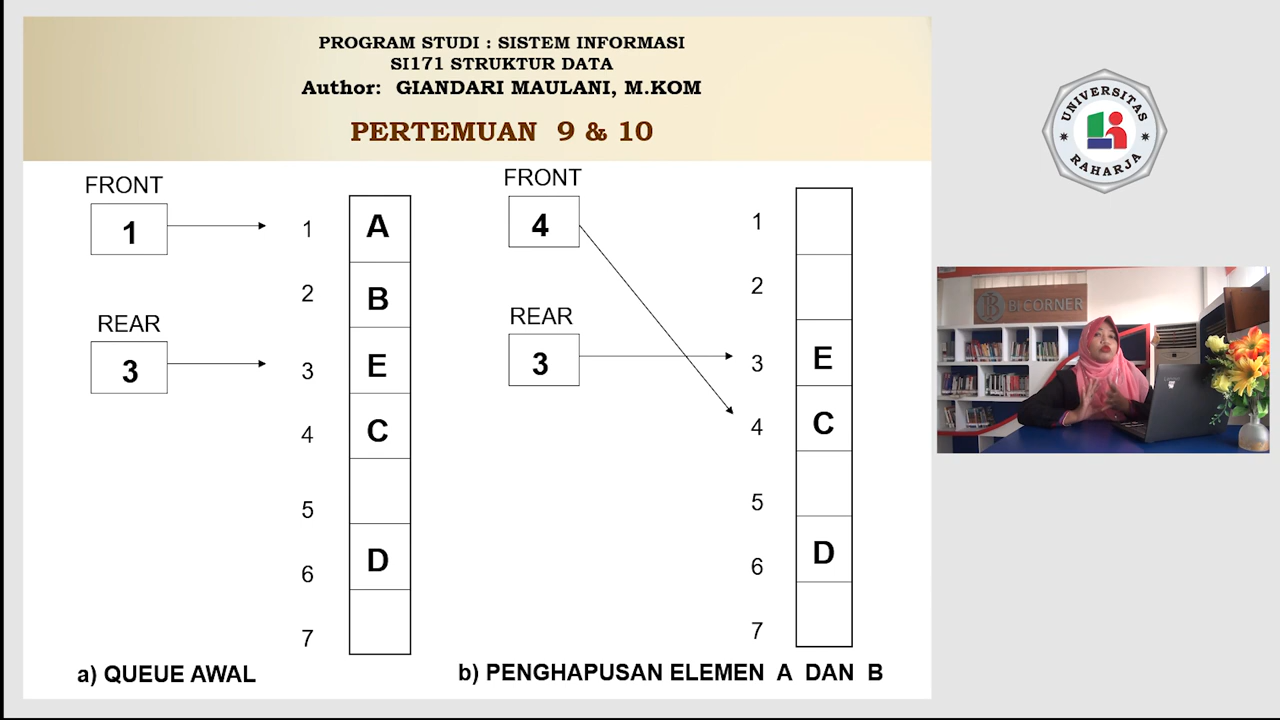 PROGRAM STUDI : SISTEM INFORMASI
SI171 STRUKTUR DATA
Author: GIANDARI MAULANI, M.KOM
PERTEMUAN 9 & 10
FRONT
1
REAR
3
1
2
3
4
5
6
7
A
B
E
C
D
a) QUEUE AWAL
FRONT
4
REAR
3
1
2
3
4
5
6
7
E
C
D
b) PENGHAPUSAN ELEMEN A DAN B
UNIVERSITAS
RAHARJA
BI CORNER